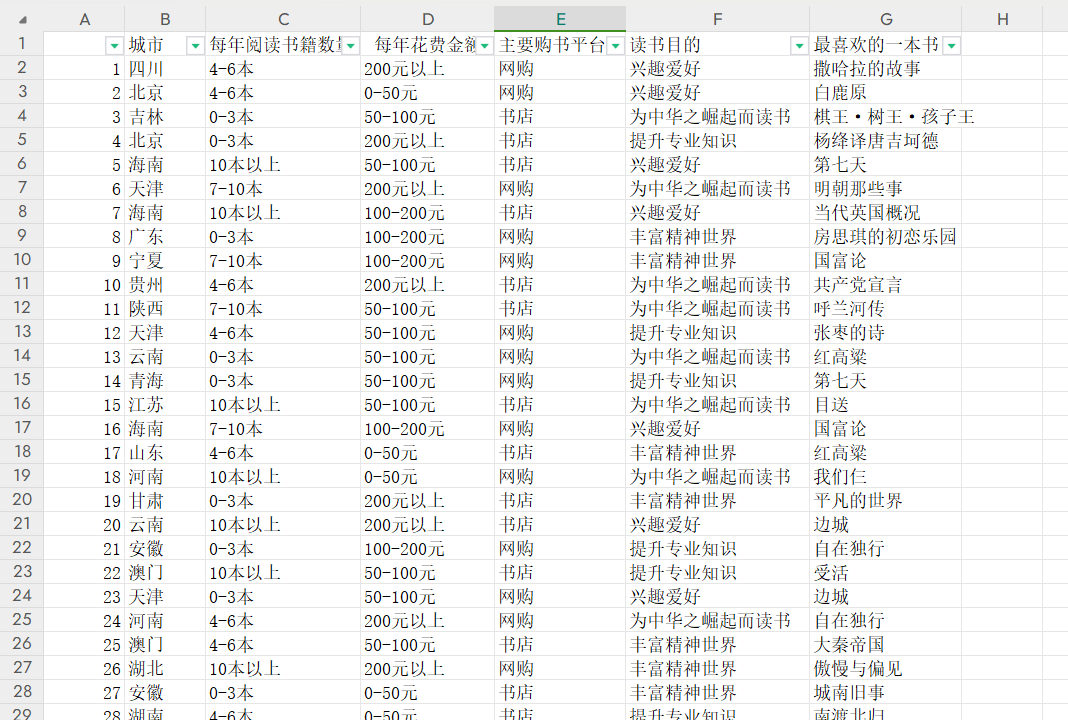 A B C D E F G H
1 城市 每年阅读书籍数 每年花费金额 主要购书平台 读书目的 最喜欢的一本书
2 1 四川 4-6本 200元以上 网购 兴趣爱好 撒哈拉的故事
3 2 北京 4-6本 0-50元 网购 兴趣爱好 白鹿原
4 3 吉林 0-3本 50-100元 书店 为中华之崛起而读书 棋王·树王·孩子王
5 4 北京 0-3本 200元以上 书店 提升专业知识 杨绛译唐吉坷德
6 5 海南 10本以上 50-100元 书店 兴趣爱好 第七天
7 6 天津 7-10本 200元以上 网购 为中华之崛起而读书 明朝那些事
8 7 海南 10本以上 100-200元 书店 兴趣爱好 当代英国概况
9 8 广东 0-3本 100-200元 网购 丰富精神世界 房思琪的初恋乐园
10 9 宁夏 7-10本 100-200元 网购 丰富精神世界 国富论
11 10 贵州 4-6本 200元以上 书店 为中华之崛起而读书 共产党宣言
12 11 陕西 7-10本 50-100元 书店 为中华之崛起而读书 呼兰河传
13 12 天津 4-6本 50-100元 网购 提升专业知识 张枣的诗
14 13 云南 0-3本 50-100元 网购 为中华之崛起而读书 红高粱
15 14 青海 0-3本 50-100元 网购 提升专业知识 第七天
16 15 江苏 10本以上 50-100元 书店 为中华之崛起而读书 目送
17 16 海南 7-10本 100-200元 网购 兴趣爱好 国富论
18 17 山东 4-6本 0-50元 书店 丰富精神世界 红高粱
19 18 河南 10本以上 0-50元 网购 为中华之崛起而读书 我们仨
20 19 甘肃 0-3本 200元以上 书店 丰富精神世界 平凡的世界
21 20 云南 10本以上 200元以上 书店 兴趣爱好 边城
22 21 安徽 0-3本 100-200元 网购 提升专业知识 自在独行
23 22 澳门 10本以上 50-100元 书店 提升专业知识 受活
24 23 天津 0-3本 50-100元 网购 兴趣爱好 边城
25 24 河南 4-6本 200元以上 网购 为中华之崛起而读书 自在独行
26 25 澳门 4-6本 50-100元 书店 丰富精神世界 大秦帝国
27 26 湖北 10本以上 200元以上 网购 丰富精神世界 傲慢与偏见
28 27 安徽 0-3本 0-50元 书店 丰富精神世界 城南旧事
29 28 湖南 4-6本 0-50元 书店 提升专业知识 南渡北归